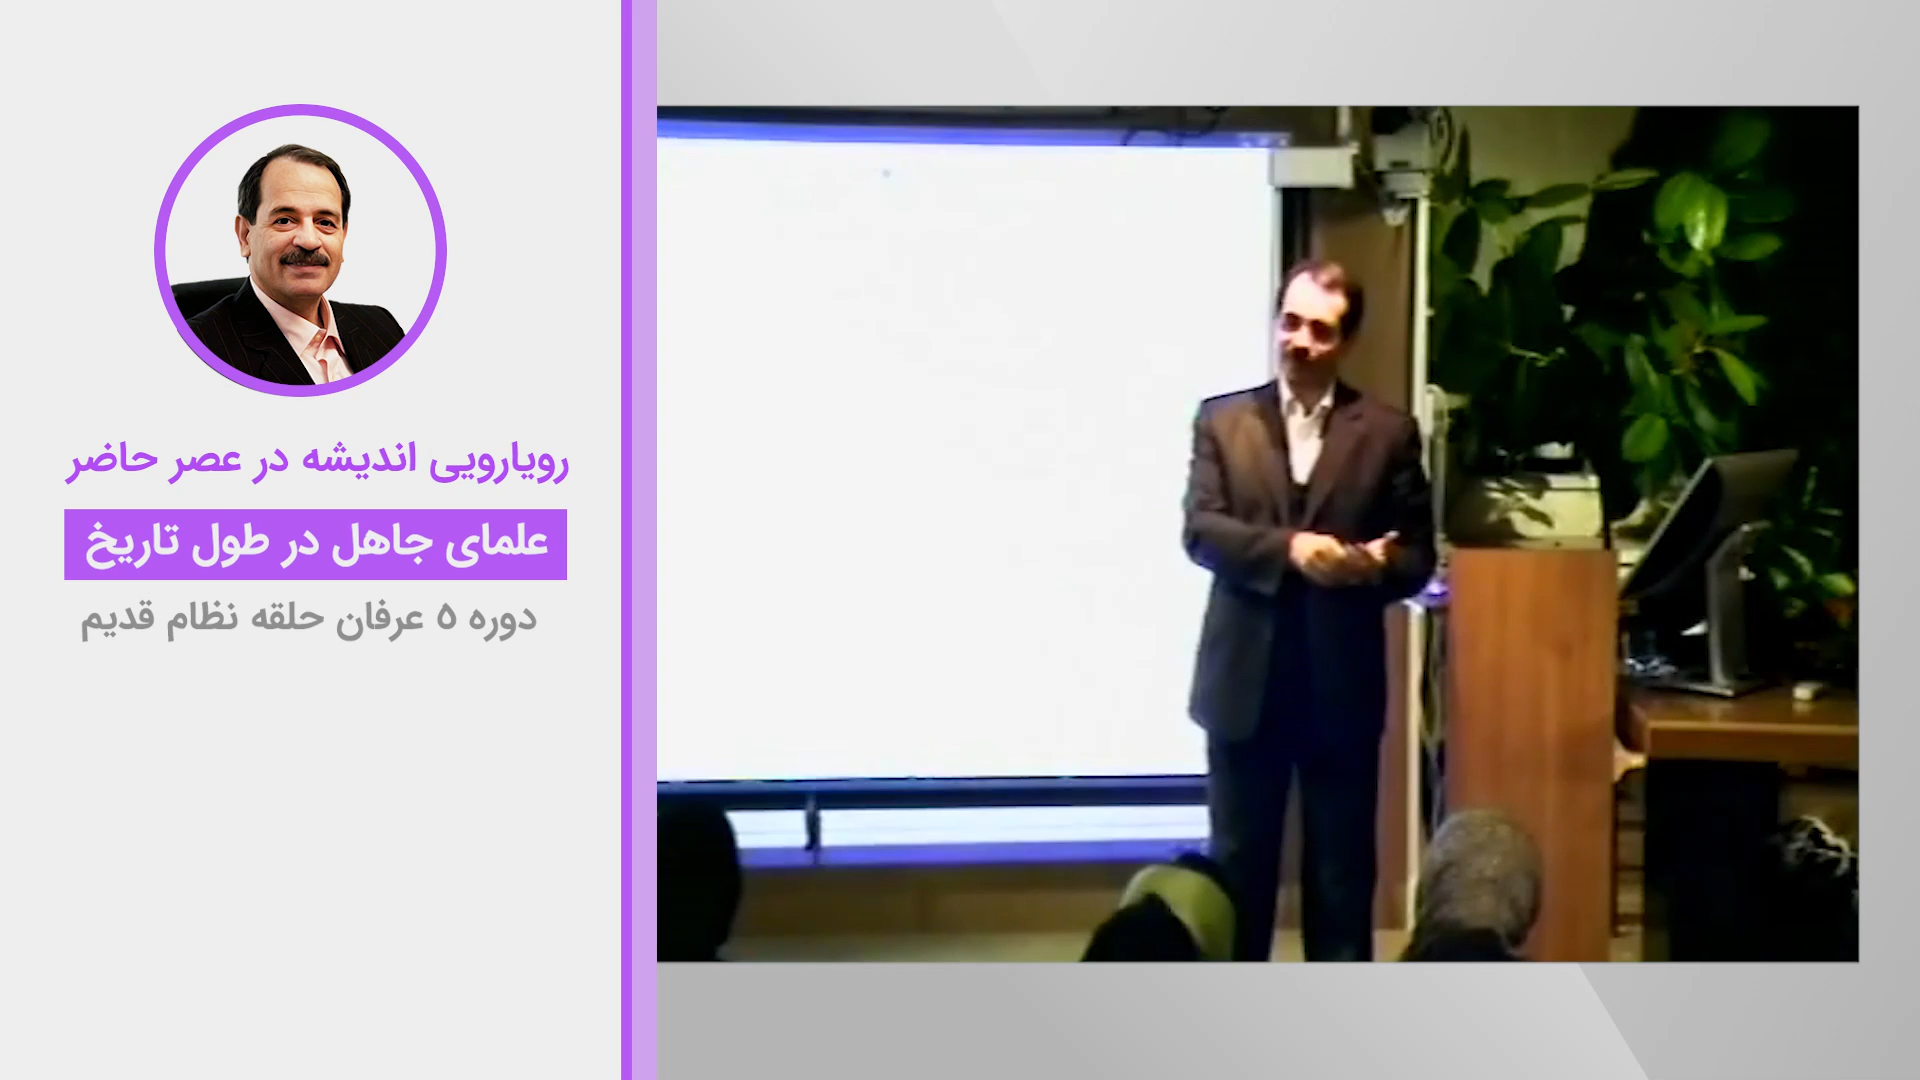 رویارویی اندیشه در عصر حاضر
علمای جاهل در طول تاریخ
دوره ۵ عرفان حلقه نظام قدیم